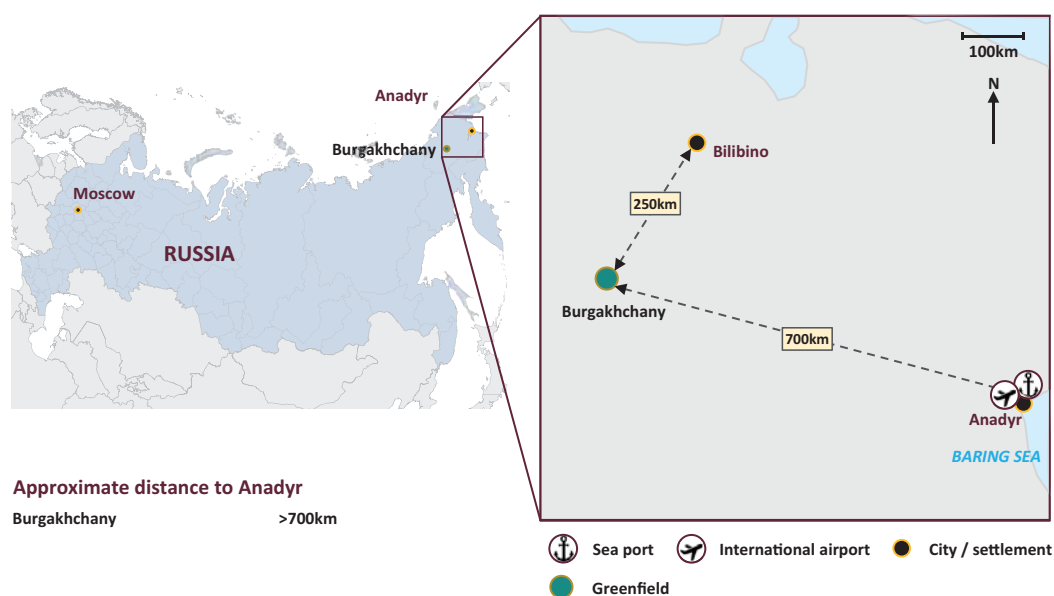 Anadyr
Burgakhchany
Moscow
RUSSIA
Approximate distance to Anadyr
Burgakhchany >700km
100km
N
Bilibino
250km
Burgakhchany
700km
Anadyr
BARING SEA
Sea port
International airport
City / settlement
Greenfield